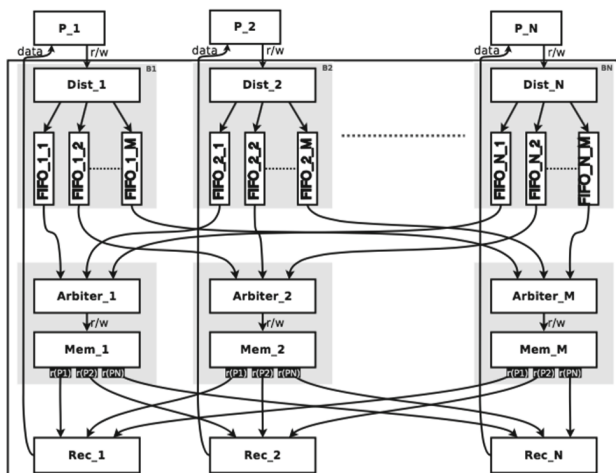 P_1
P_2
P_N
data
r/w
data
r/w
data
r/w
B1
B2
BN
Dist_1
Dist_2
Dist_N
FIFO_1_1
FIFO_1_2
FIFO_1_M
FIFO_2_1
FIFO_2_2
FIFO_2_M
FIFO_N_1
FIFO_N_2
FIFO_N_M
Arbiter_1
Arbiter_2
Arbiter_M
r/w
r/w
r/w
Mem_1
Mem_2
Mem_M
r(P1) r(P2) r(PN)
r(P1) r(P2) r(PN)
r(P1) r(P2) r(PN)
Rec_1
Rec_2
Rec_N